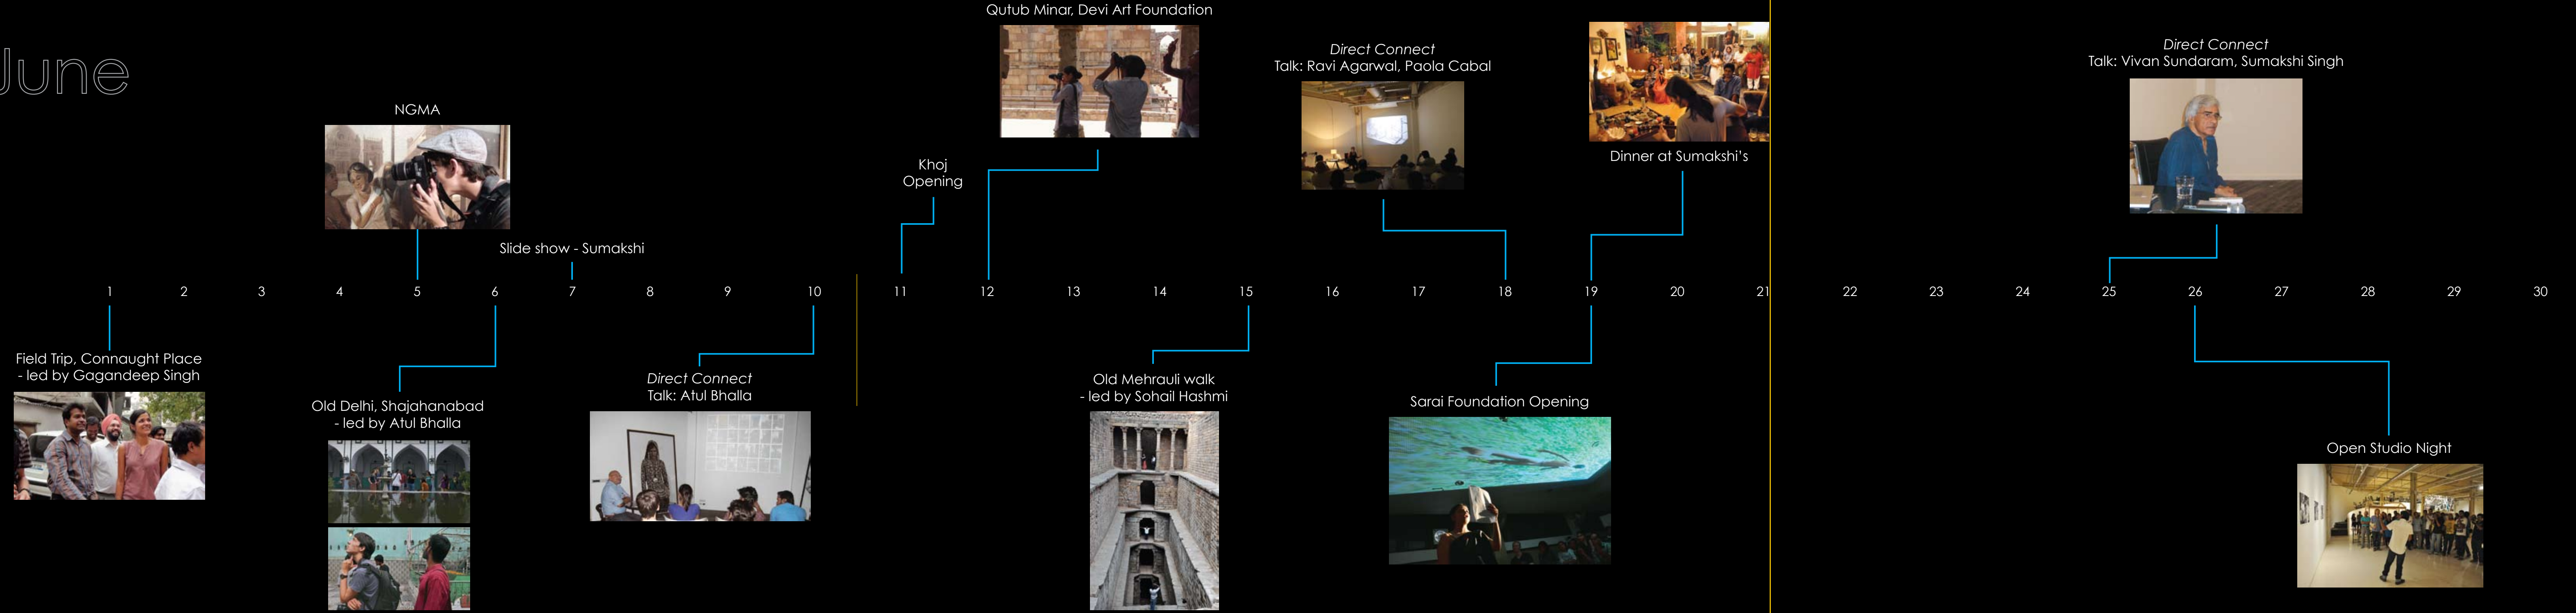 June
Qutub Minar, Devi Art Foundation
Direct Connect
Talk: Ravi Agarwal, Paola Cabal
Direct Connect
Talk: Vivan Sundaram, Sumakshi Singh
NGMA
Khoj
Opening
Dinner at Sumakshi's
Slide show - Sumakshi
1 2 3 4 5 6 7 8 9 10 11 12 13 14 15 16 17 18 19 20 21 22 23 24 25 26 27 28 29 30
Field Trip, Connaught Place
- led by Gagandeep Singh
Old Delhi, Shajahanabad
- led by Atul Bhalla
Direct Connect
Talk: Atul Bhalla
Old Mehrauli walk
- led by Sohail Hashmi
Sarai Foundation Opening
Open Studio Night